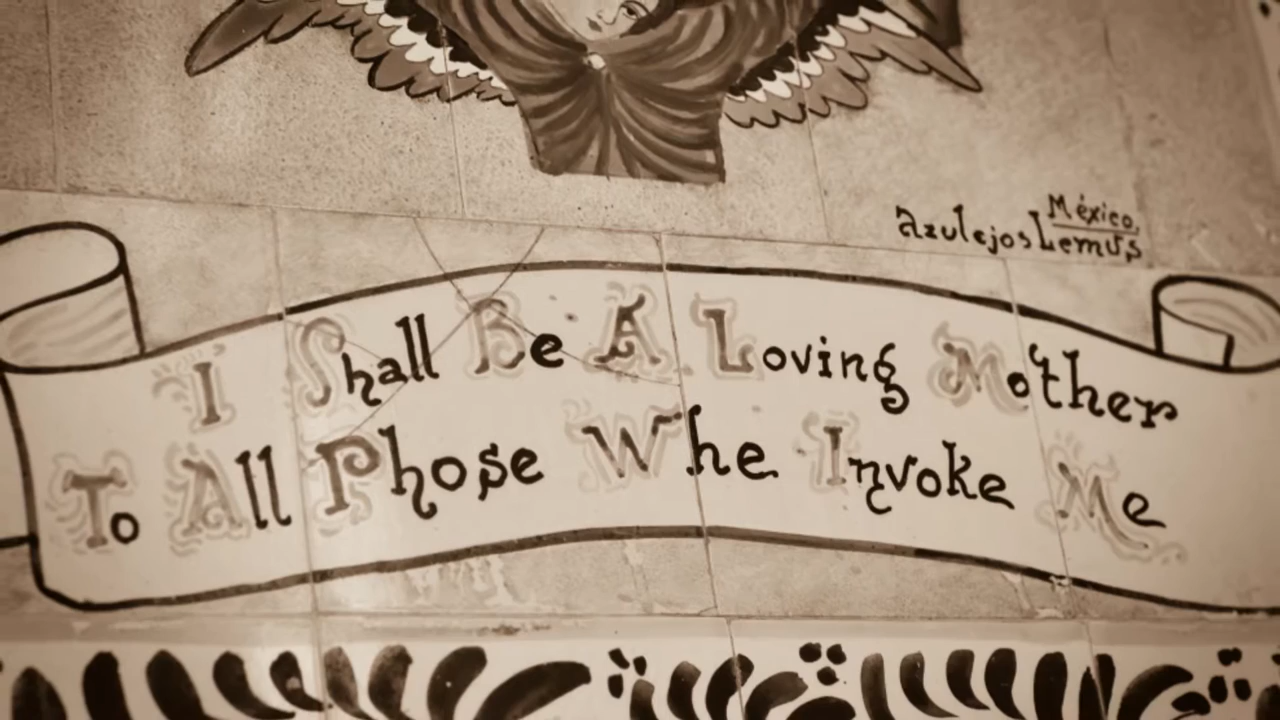 México,
azulejos Lemus
I Shall Be A Loving Mother
To All Phose Whe Invoke Me